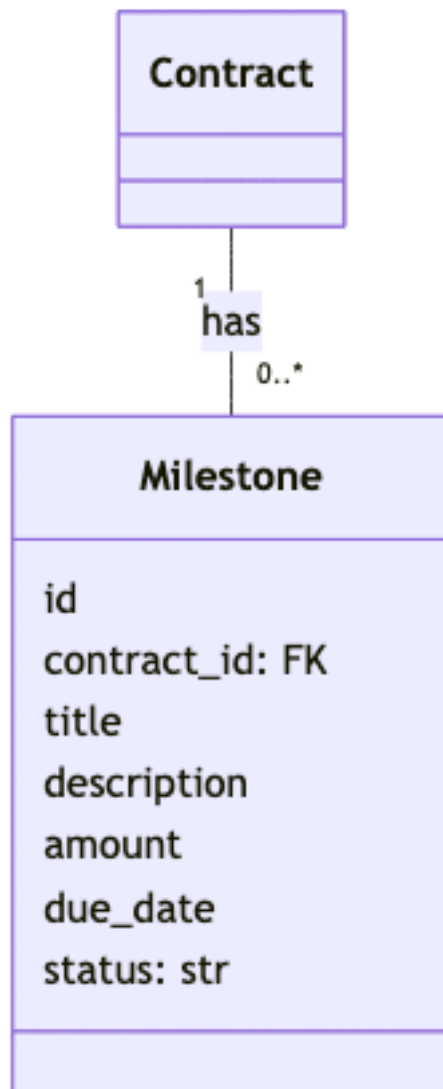 Contract
1
has
0..*
Milestone
id
contract_id: FK
title
description
amount
due_date
status: str